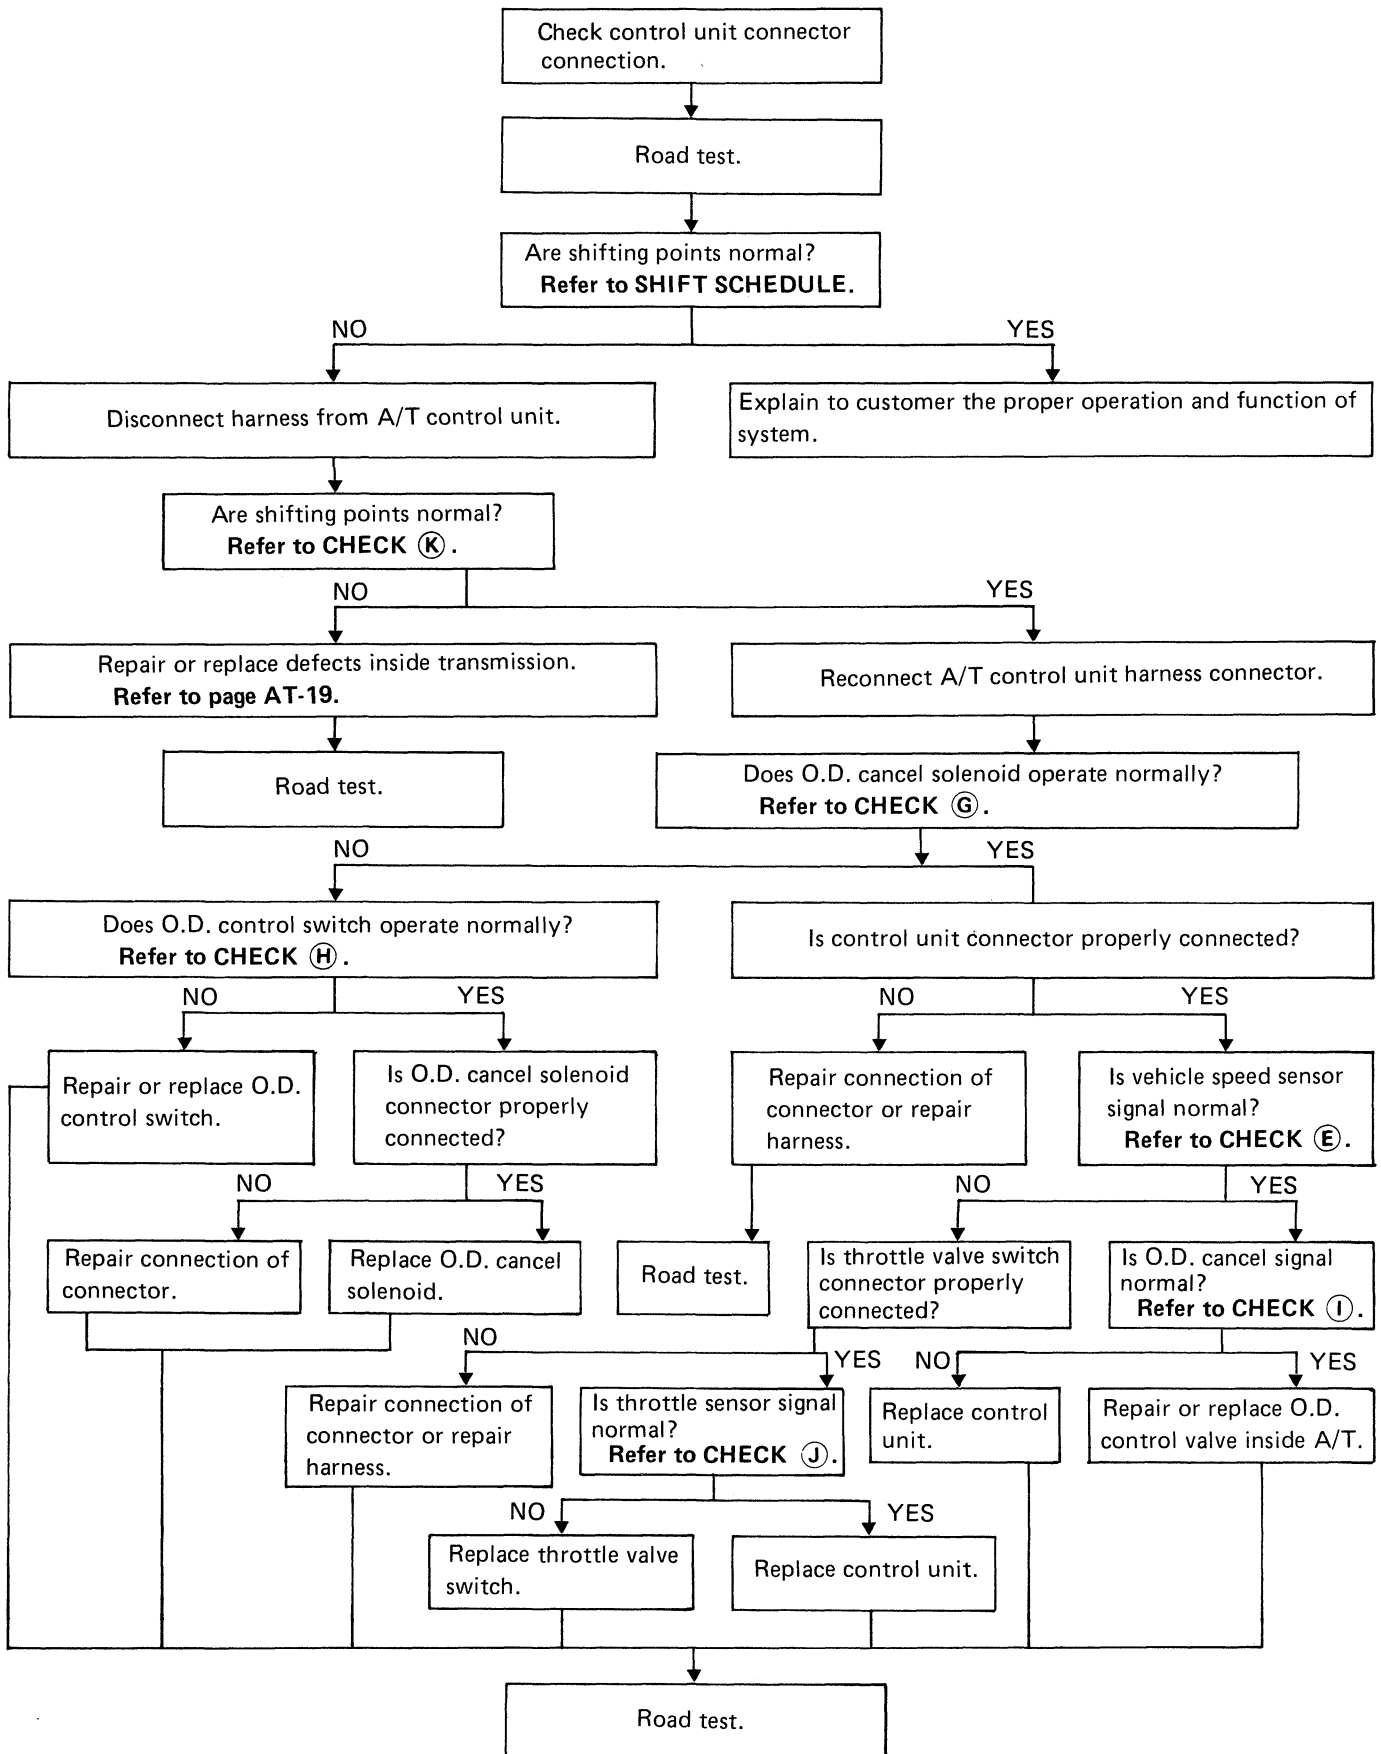 Check control unit connector
connection.
Road test.
Are shifting points normal?
Refer to SHIFT SCHEDULE.
NO
YES
Disconnect harness from A/T control unit.
Explain to customer the proper operation and function of
system.
Are shifting points normal?
Refer to CHECK Ⓚ.
NO
YES
Repair or replace defects inside transmission.
Refer to page AT-19.
Reconnect A/T control unit harness connector.
Road test.
Does O.D. cancel solenoid operate normally?
Refer to CHECK Ⓖ.
NO
YES
Does O.D. control switch operate normally?
Refer to CHECK Ⓗ.
Is control unit connector properly connected?
NO
YES
NO
YES
Repair or replace O.D.
control switch.
Is O.D. cancel solenoid
connector properly
connected?
Repair connection of
connector or repair
harness.
Is vehicle speed sensor
signal normal?
Refer to CHECK Ⓔ.
NO
YES
NO
YES
Repair connection of
connector.
Replace O.D. cancel
solenoid.
Road test.
Is throttle valve switch
connector properly
connected?
Is O.D. cancel signal
normal?
Refer to CHECK Ⓘ.
NO
YES
NO
YES
Repair connection of
connector or repair
harness.
Is throttle sensor signal
normal?
Refer to CHECK Ⓙ.
Replace control
unit.
Repair or replace O.D.
control valve inside A/T.
NO
YES
Replace throttle valve
switch.
Replace control unit.
Road test.